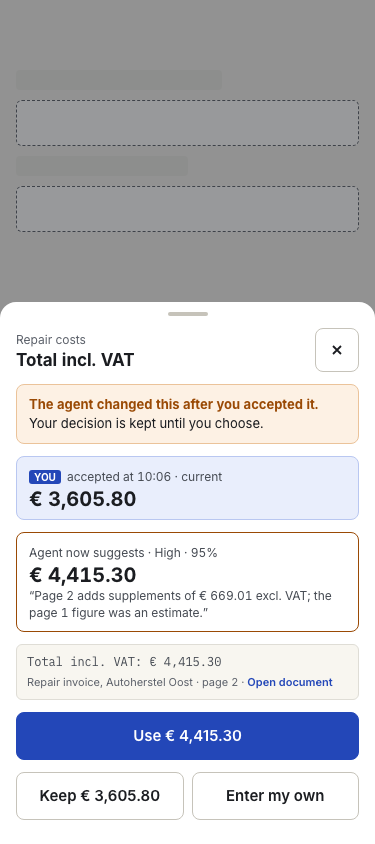 Repair costs
Total incl. VAT
×
The agent changed this after you accepted it.
Your decision is kept until you choose.
YOU accepted at 10:06 · current
€ 3,605.80
Agent now suggests · High · 95%
€ 4,415.30
“Page 2 adds supplements of € 669.01 excl. VAT; the
page 1 figure was an estimate.”
Total incl. VAT: € 4,415.30
Repair invoice, Autoherstel Oost · page 2 · Open document
Use € 4,415.30
Keep € 3,605.80
Enter my own